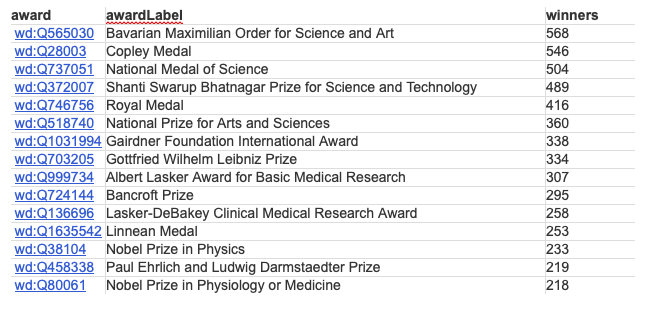 award awardLabel winners
wd:Q565030 Bavarian Maximilian Order for Science and Art 568
wd:Q28003 Copley Medal 546
wd:Q737051 National Medal of Science 504
wd:Q372007 Shanti Swarup Bhatnagar Prize for Science and Technology 489
wd:Q746756 Royal Medal 416
wd:Q518740 National Prize for Arts and Sciences 360
wd:Q1031994 Gairdner Foundation International Award 338
wd:Q703205 Gottfried Wilhelm Leibniz Prize 334
wd:Q999734 Albert Lasker Award for Basic Medical Research 307
wd:Q724144 Bancroft Prize 295
wd:Q136696 Lasker-DeBakey Clinical Medical Research Award 258
wd:Q1635542 Linnean Medal 253
wd:Q38104 Nobel Prize in Physics 233
wd:Q458338 Paul Ehrlich and Ludwig Darmstaedter Prize 219
wd:Q80061 Nobel Prize in Physiology or Medicine 218